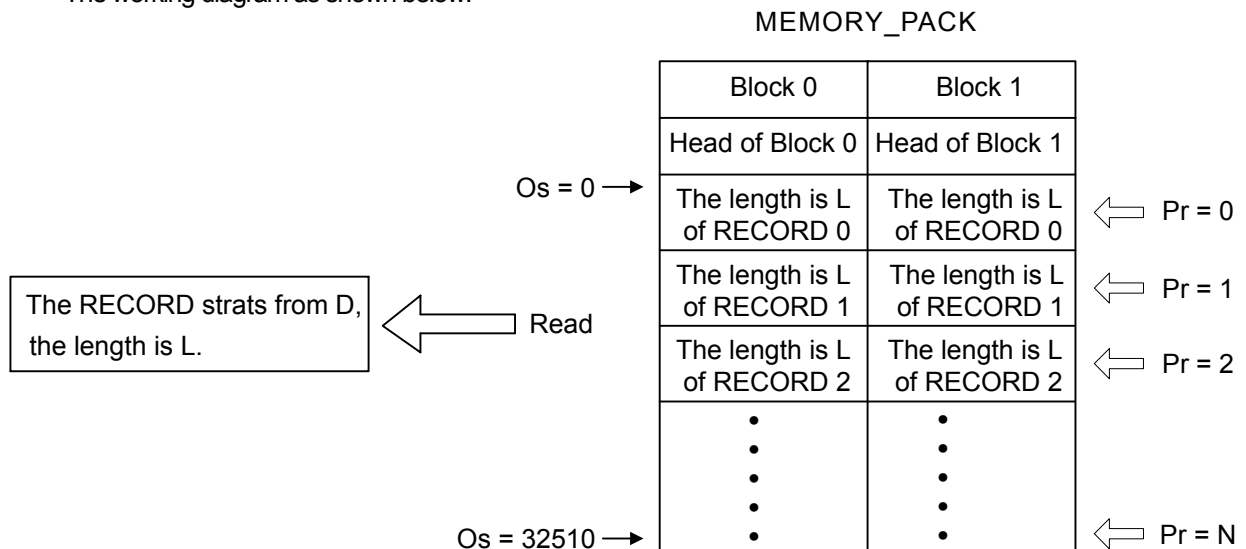 The working diagram as shown below.
MEMORY_PACK
Block 0 Block 1
Head of Block 0 Head of Block 1
Os = 0
The length is L of RECORD 0 The length is L of RECORD 0
Pr = 0
The RECORD strats from D,
the length is L.
Read
The length is L of RECORD 1 The length is L of RECORD 1
Pr = 1
The length is L of RECORD 2 The length is L of RECORD 2
Pr = 2
Os = 32510
Pr = N